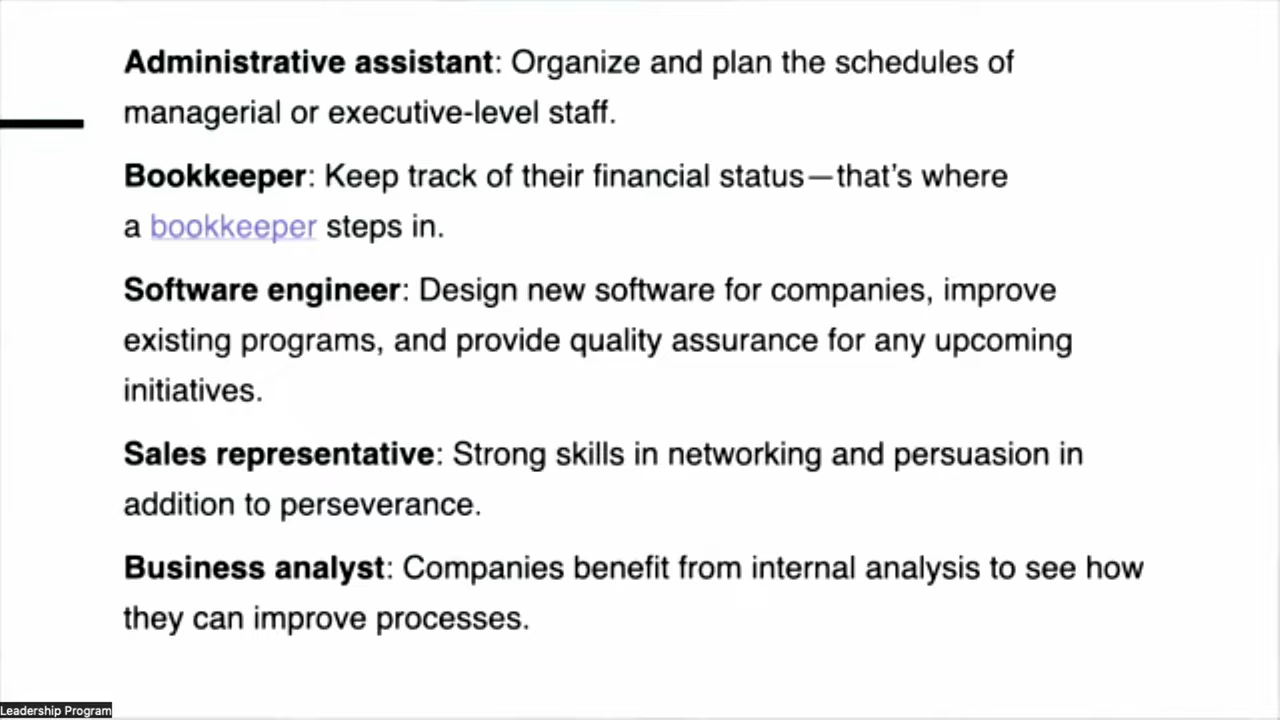 Administrative assistant: Organize and plan the schedules of
managerial or executive-level staff.
Bookkeeper: Keep track of their financial status—that’s where
a bookkeeper steps in.
Software engineer: Design new software for companies, improve
existing programs, and provide quality assurance for any upcoming
initiatives.
Sales representative: Strong skills in networking and persuasion in
addition to perseverance.
Business analyst: Companies benefit from internal analysis to see how
they can improve processes.
Leadership Program